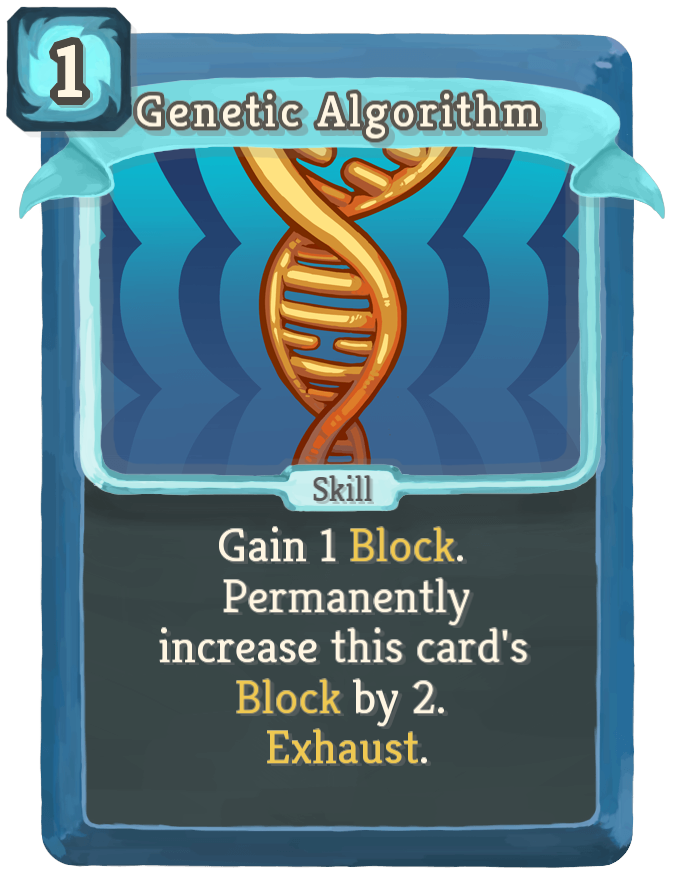 1
Genetic Algorithm
Skill
Gain 1 Block.
Permanently
increase this card's
Block by 2.
Exhaust.